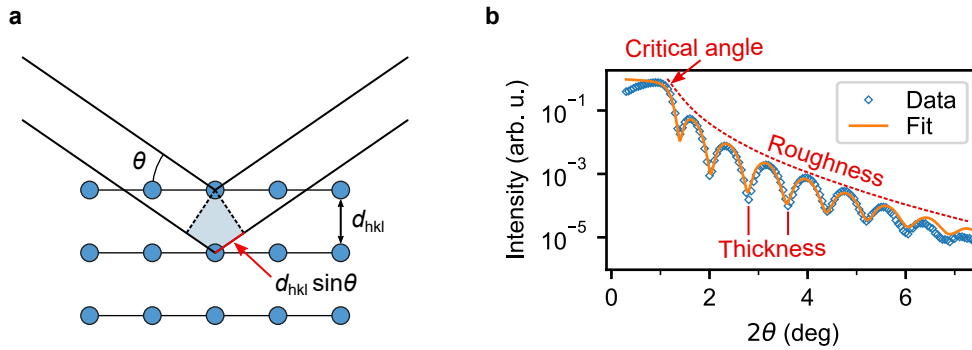 a
θ
d_hkl
d_hkl sinθ
b
Critical angle
Data
Fit
Roughness
Thickness
Intensity (arb. u.)
10⁻¹
10⁻³
10⁻⁵
0
2
4
6
2θ (deg)